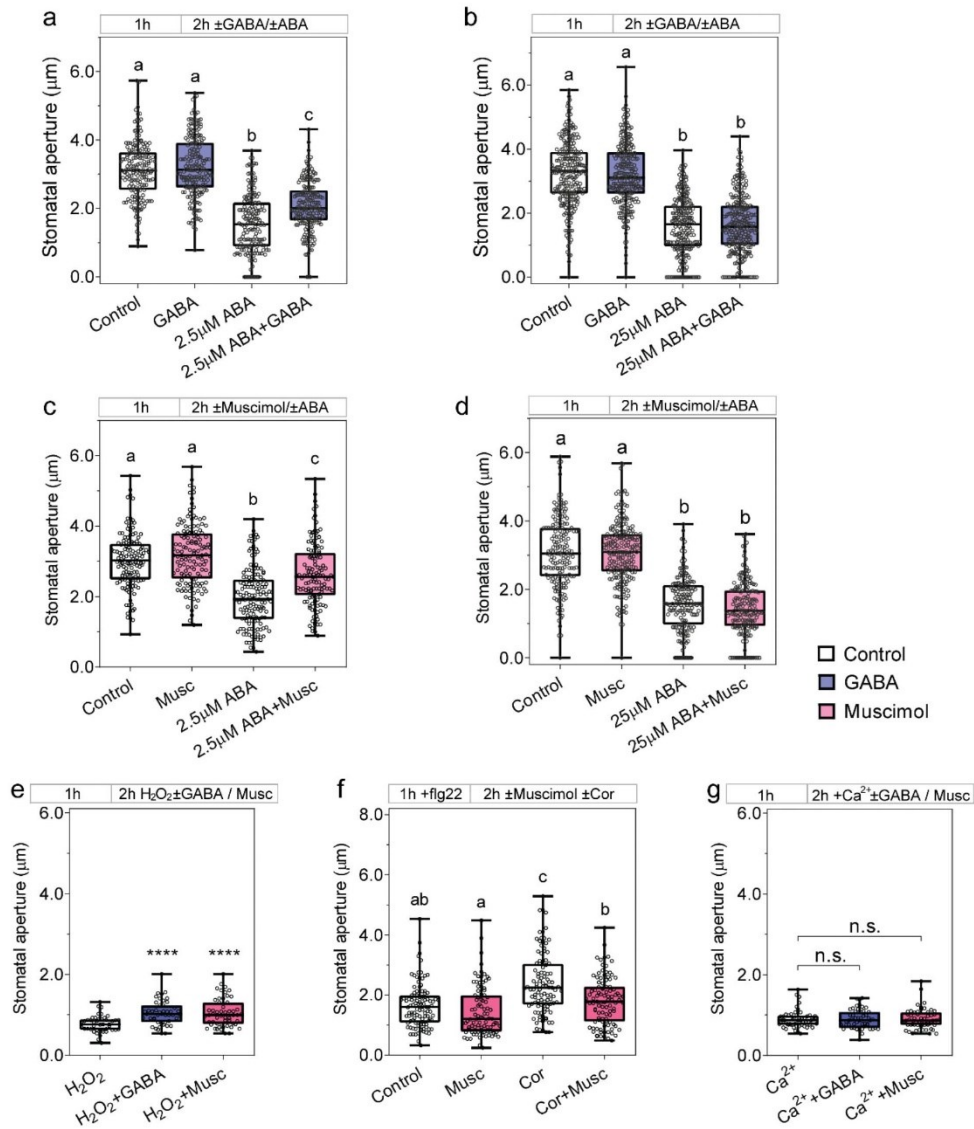 a
1h 2h ±GABA/±ABA
Stomatal aperture (μm)
6.0
4.0
2.0
0.0
a a b c
Control GABA 2.5μM ABA 2.5μM ABA+GABA
b
1h 2h ±GABA/±ABA
Stomatal aperture (μm)
6.0
4.0
2.0
0.0
a a b b
Control GABA 25μM ABA 25μM ABA+GABA
c
1h 2h ±Muscimol/±ABA
Stomatal aperture (μm)
6.0
4.0
2.0
0.0
a a b c
Control Musc 2.5μM ABA 2.5μM ABA+Musc
d
1h 2h ±Muscimol/±ABA
Stomatal aperture (μm)
6.0
4.0
2.0
0.0
a a b b
Control Musc 25μM ABA 25μM ABA+Musc
Control
GABA
Muscimol
e
1h 2h H₂O₂±GABA / Musc
Stomatal aperture (μm)
6.0
4.0
2.0
0.0
**** ****
H₂O₂ H₂O₂+GABA H₂O₂+Musc
f
1h +flg22 2h ±Muscimol ±Cor
Stomatal aperture (μm)
8.0
6.0
4.0
2.0
0.0
ab a c b
Control Musc Cor Cor+Musc
g
1h 2h +Ca²⁺±GABA / Musc
Stomatal aperture (μm)
6.0
4.0
2.0
0.0
n.s.
n.s.
Ca²⁺ Ca²⁺+GABA Ca²⁺+Musc